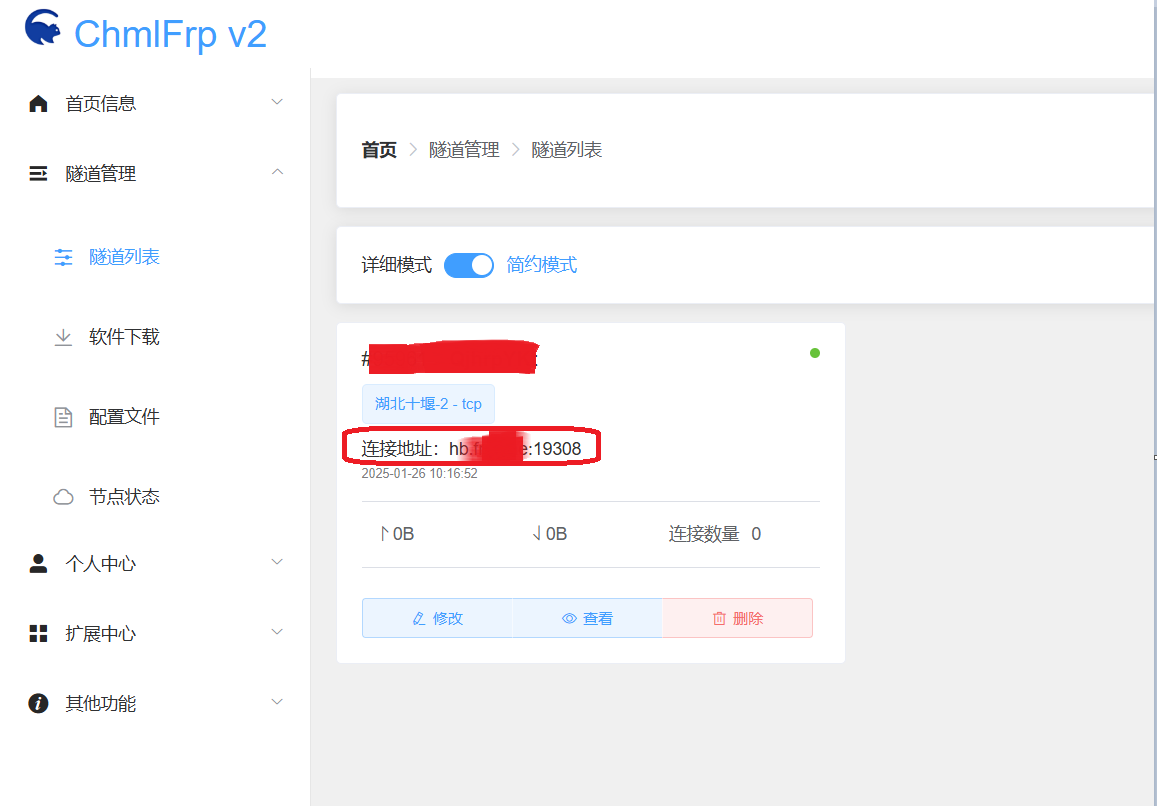 ChmlFrp v2
首页信息
隧道管理
隧道列表
软件下载
配置文件
节点状态
个人中心
扩展中心
其他功能
首页 > 隧道管理 > 隧道列表
详细模式 简约模式
#
湖北十堰-2 - tcp
连接地址：hb.f e:19308
2025-01-26 10:16:52
↑0B ↓0B 连接数量 0
修改 查看 删除